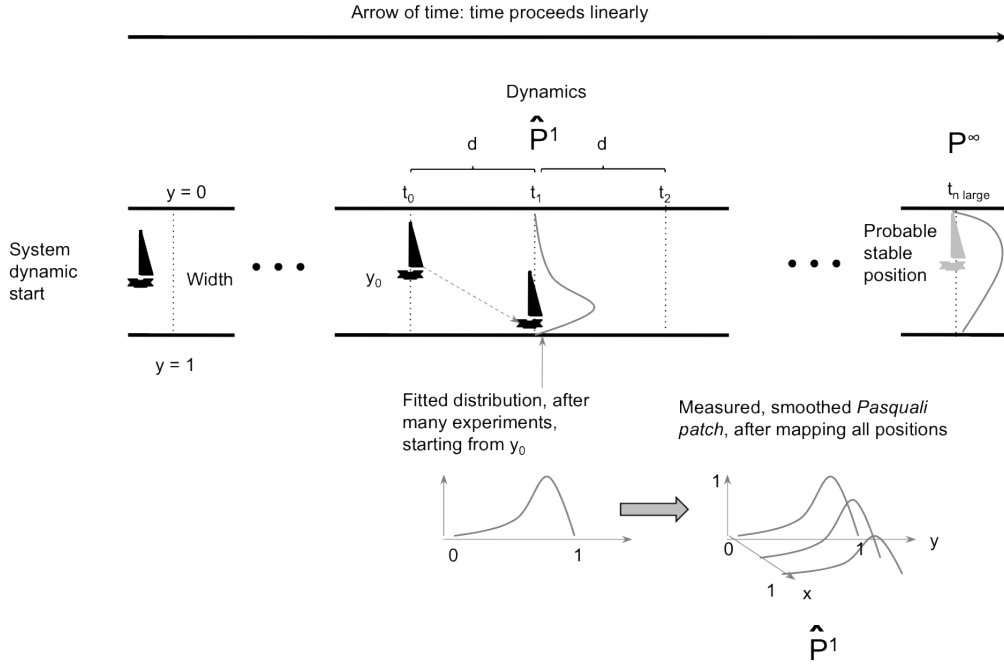 Arrow of time: time proceeds linearly
Dynamics
P̂¹
d
d
P∞
y = 0
t₀
t₁
t₂
tₙ ₗₐᵣgₑ
System
dynamic
start
Width
y₀
Probable
stable
position
y = 1
Fitted distribution, after
many experiments,
starting from y₀
Measured, smoothed Pasquali
patch, after mapping all positions
0
1
1
0
1
y
1
x
P̂¹